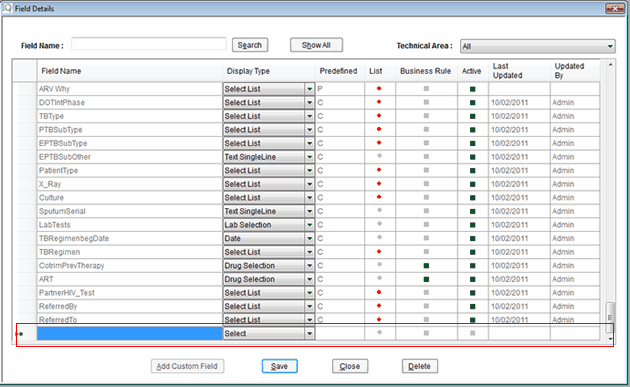 Field Details
Field Name : Search Show All Technical Area : All
Field Name Display Type Predefined List Business Rule Active Last Updated Updated By
ARV Why Select List P
DOTIntPhase Select List C 10/02/2011 Admin
TBType Select List C 10/02/2011 Admin
PTBSubType Select List C 10/02/2011 Admin
EPTBSubType Select List C 10/02/2011 Admin
EPTBSubOther Text SingleLine C 10/02/2011 Admin
PatientType Select List C 10/02/2011 Admin
X_Ray Select List C 10/02/2011 Admin
Culture Select List C 10/02/2011 Admin
SputumSerial Text SingleLine C 10/02/2011 Admin
LabTests Lab Selection C 10/02/2011 Admin
TBRegimenbegDate Date C 10/02/2011 Admin
TBRegimen Select List C 10/02/2011 Admin
CotrimPrevTherapy Drug Selection C 10/02/2011 Admin
ART Drug Selection C 10/02/2011 Admin
PartnerHIV_Test Select List C 10/02/2011 Admin
ReferredBy Select List C 10/02/2011 Admin
ReferredTo Select List C 10/02/2011 Admin
Select
Add Custom Field Save Close Delete